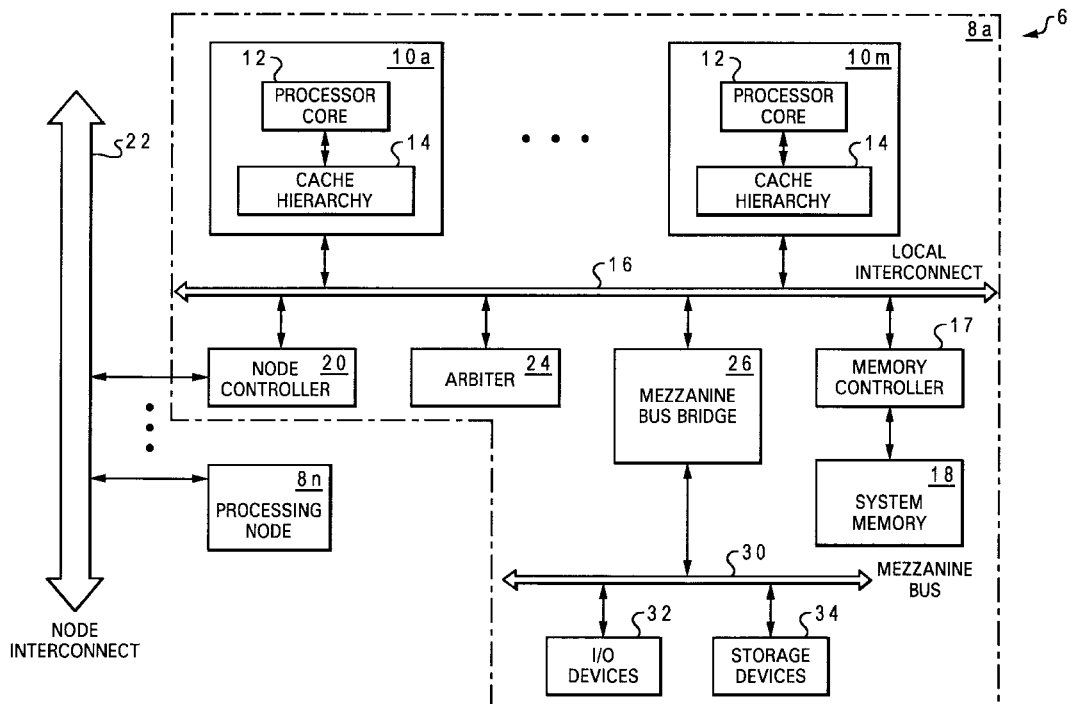 6
8a
10a
12
PROCESSOR
CORE
14
CACHE
HIERARCHY
10m
12
PROCESSOR
CORE
14
CACHE
HIERARCHY
22
16
LOCAL
INTERCONNECT
20
NODE
CONTROLLER
24
ARBITER
26
MEZZANINE
BUS BRIDGE
17
MEMORY
CONTROLLER
8n
PROCESSING
NODE
18
SYSTEM
MEMORY
30
MEZZANINE
BUS
NODE
INTERCONNECT
32
I/O
DEVICES
34
STORAGE
DEVICES